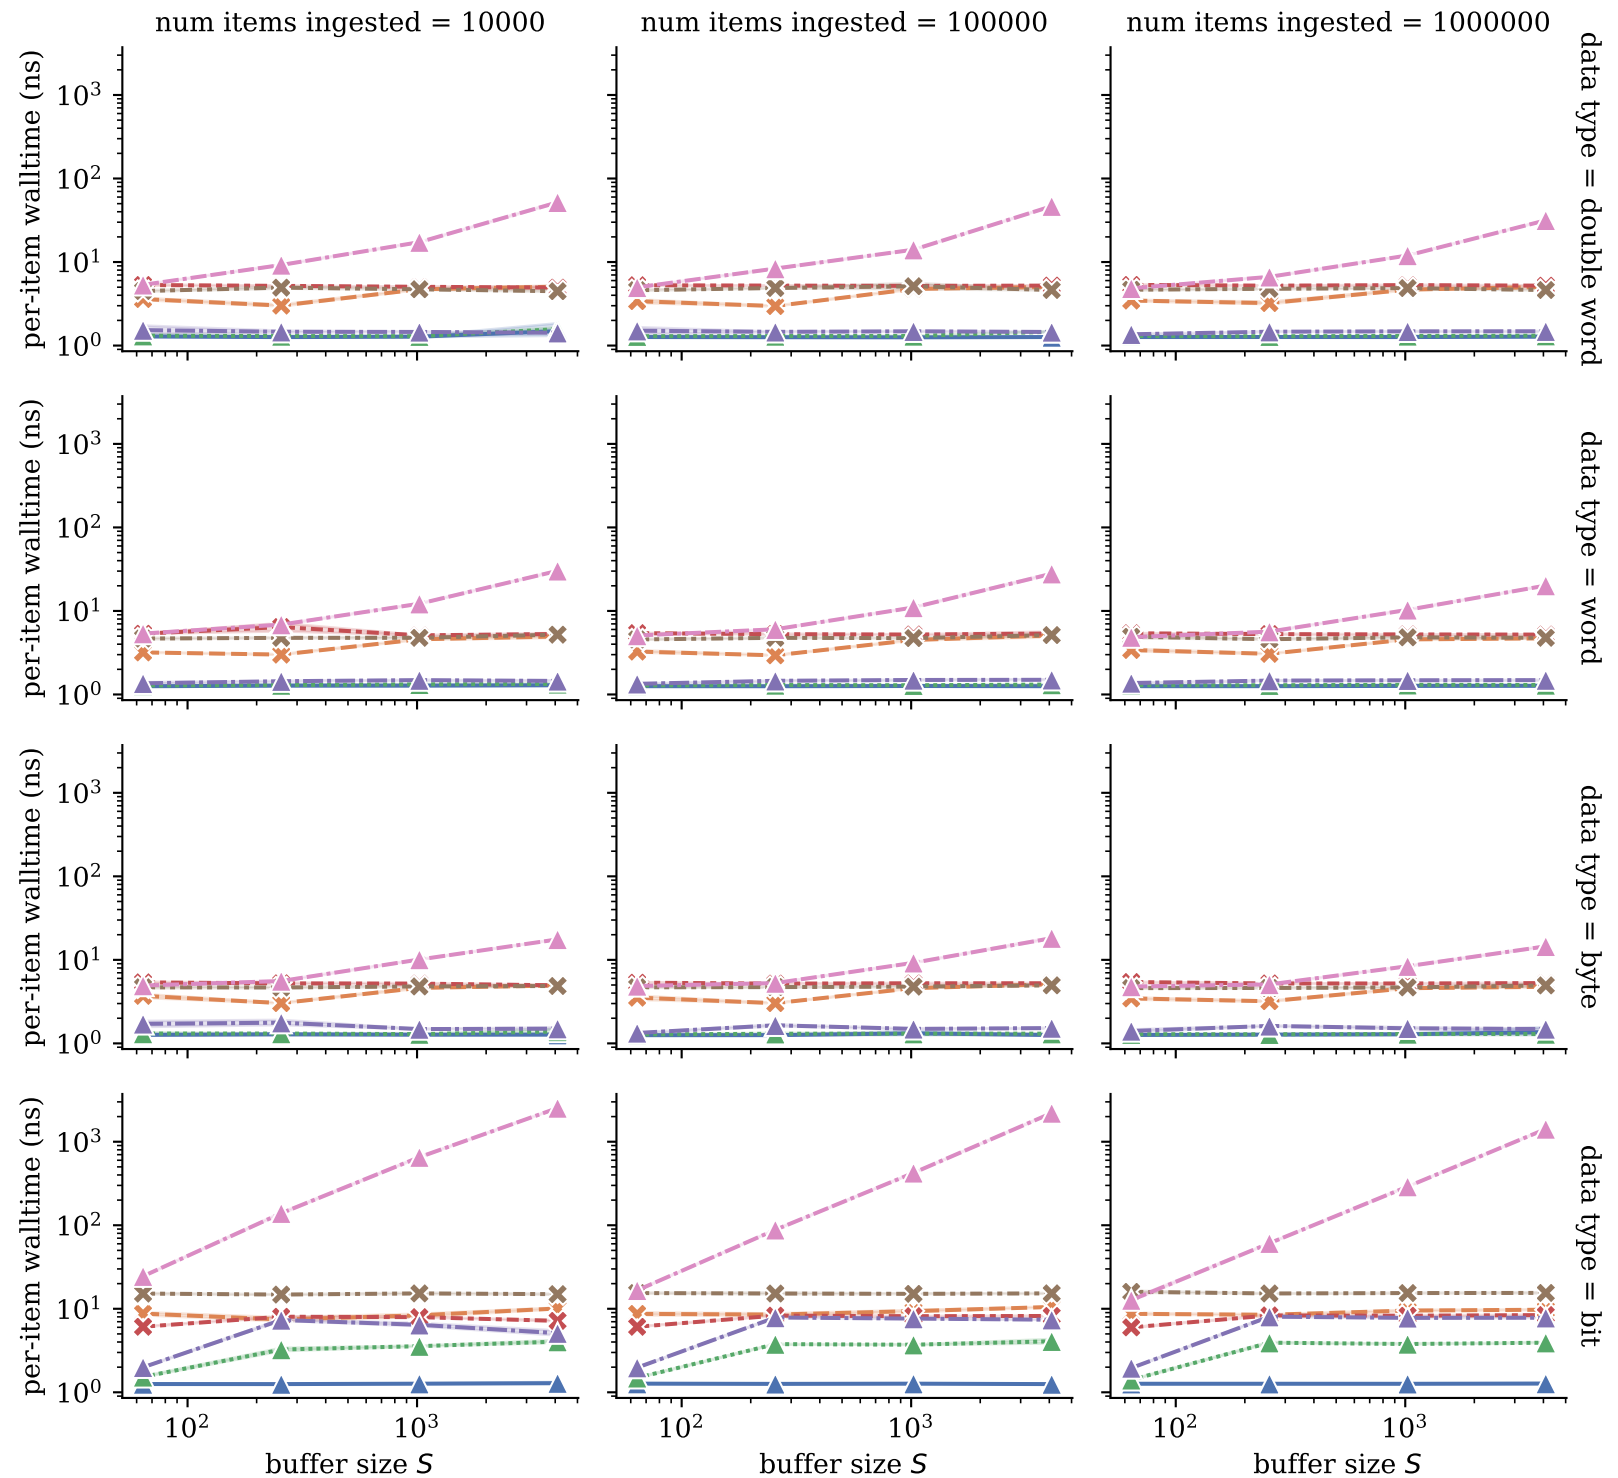 num items ingested = 10000
num items ingested = 100000
num items ingested = 1000000
per-item walltime (ns)
10³
10²
10¹
10⁰
data type = double word
per-item walltime (ns)
10³
10²
10¹
10⁰
data type = word
per-item walltime (ns)
10³
10²
10¹
10⁰
data type = byte
per-item walltime (ns)
10³
10²
10¹
10⁰
data type = bit
10²
10³
10²
10³
10²
10³
buffer size S
buffer size S
buffer size S